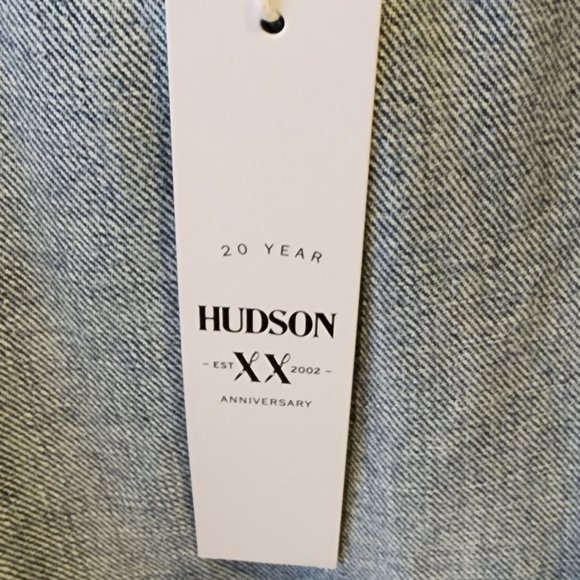 20 YEAR
HUDSON
- EST XX 2002 -
ANNIVERSARY